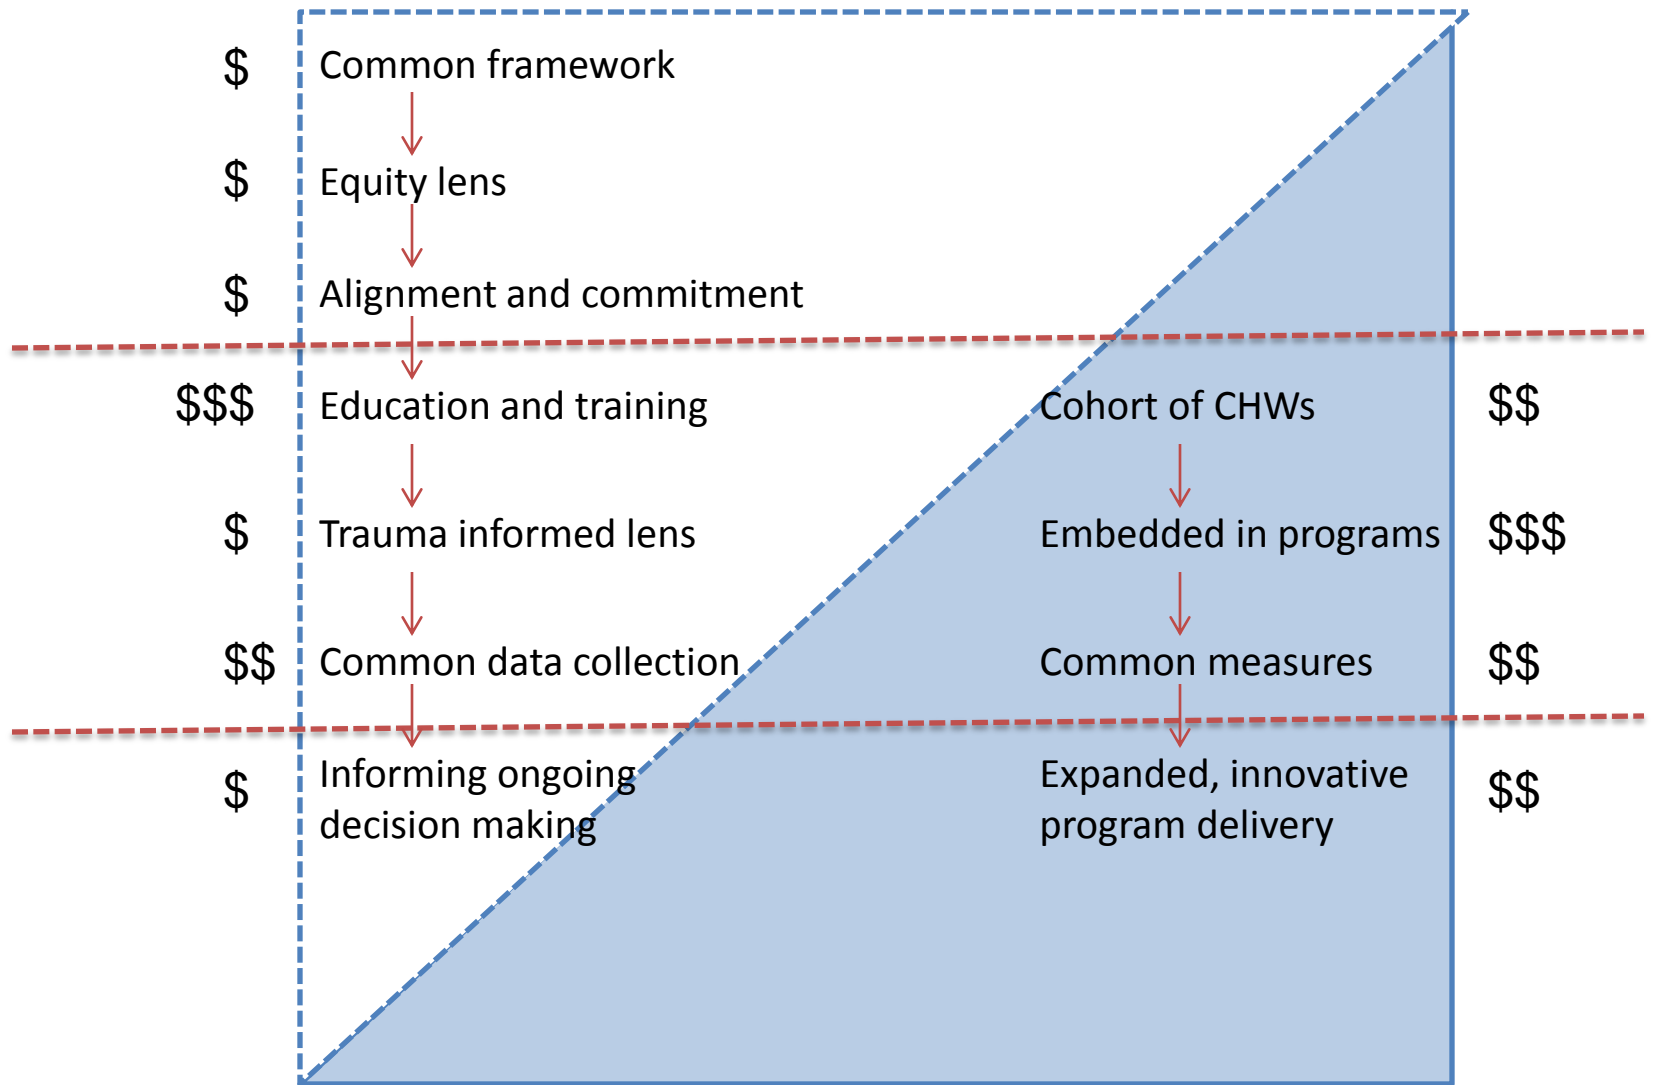 $ Common framework
$ Equity lens
$ Alignment and commitment
$$$ Education and training Cohort of CHWs $$
$ Trauma informed lens Embedded in programs $$$
$$ Common data collection Common measures $$
$ Informing ongoing
decision making
Expanded, innovative
program delivery $$